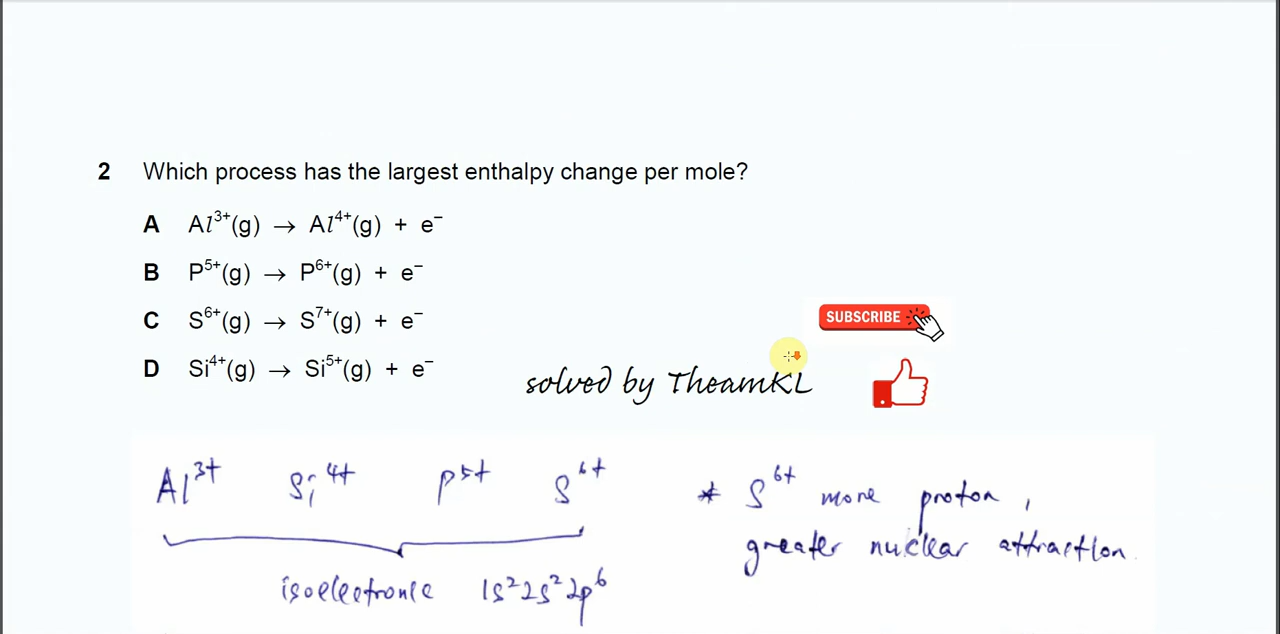 2 Which process has the largest enthalpy change per mole?
A Al³⁺(g) → Al⁴⁺(g) + e⁻
B P⁵⁺(g) → P⁶⁺(g) + e⁻
C S⁶⁺(g) → S⁷⁺(g) + e⁻
SUBSCRIBE
D Si⁴⁺(g) → Si⁵⁺(g) + e⁻
solved by TheamKL
Al³⁺ Si⁴⁺ P⁵⁺ S⁶⁺
* S⁶⁺ more proton,
greater nuclear attraction.
isoelectronic 1s²2s²2p⁶